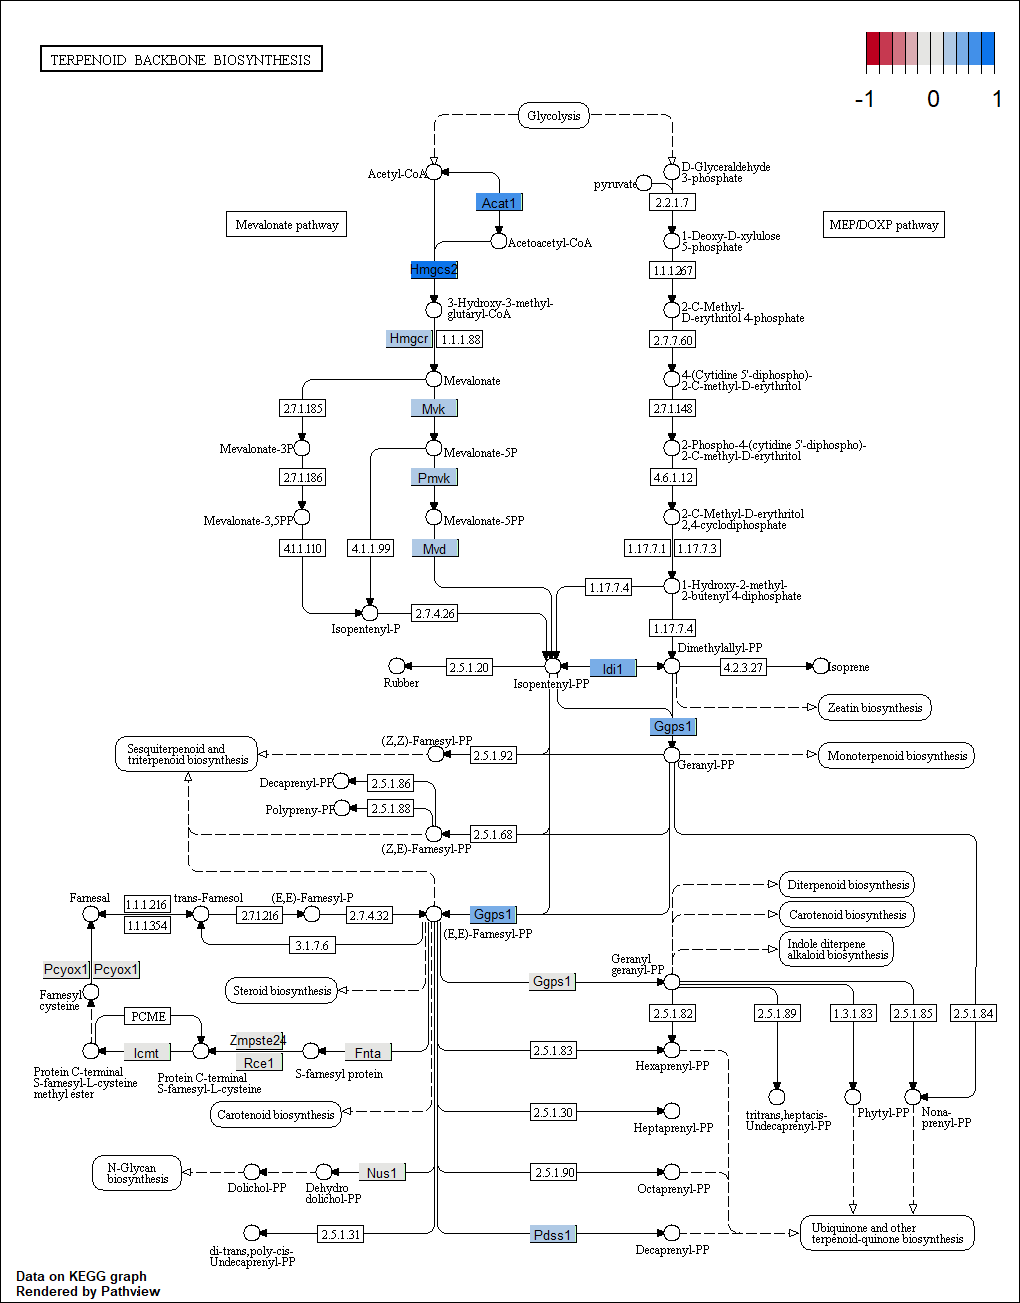 TERPENOID BACKBONE BIOSYNTHESIS
-1 0 1
Glycolysis
Acetyl-CoA
D-Glyceraldehyde
3-phosphate
pyruvate
Acat1
2.2.1.7
Mevalonate pathway
MEP/DOXP pathway
Acetoacetyl-CoA
1-Deoxy-D-xylulose
5-phosphate
Hmgcs2
1.1.1.267
3-Hydroxy-3-methyl-
glutaryl-CoA
2-C-Methyl-
D-erythritol 4-phosphate
Hmgcr
1.1.1.88
2.7.7.60
Mevalonate
4-(Cytidine 5'-diphospho)-
2-C-methyl-D-erythritol
2.7.1.185
Mvk
2.7.1.148
Mevalonate-3P
Mevalonate-5P
2-Phospho-4-(cytidine 5'-diphospho)-
2-C-methyl-D-erythritol
2.7.1.186
Pmvk
4.6.1.12
Mevalonate-3,5PP
Mevalonate-5PP
2-C-Methyl-D-erythritol
2,4-cyclodiphosphate
4.1.1.110
4.1.1.99
Mvd
1.17.7.1
1.17.7.3
1.17.7.4
1-Hydroxy-2-methyl-
2-butenyl 4-diphosphate
2.7.4.26
Isopentenyl-P
1.17.7.4
Dimethylallyl-PP
Rubber
2.5.1.20
Isopentenyl-PP
Idi1
4.2.3.27
Isoprene
Zeatin biosynthesis
Ggps1
Sesquiterpenoid and
triterpenoid biosynthesis
(Z,Z)-Farnesyl-PP
2.5.1.92
Geranyl-PP
Monoterpenoid biosynthesis
Decaprenyl-PP
2.5.1.86
Polypreny-PP
2.5.1.88
(Z,E)-Farnesyl-PP
2.5.1.68
Farnesal
1.1.1.216
1.1.1.354
trans-Farnesol
2.7.1.216
(E,E)-Farnesyl-P
2.7.4.32
Ggps1
(E,E)-Farnesyl-PP
3.1.7.6
Diterpenoid biosynthesis
Carotenoid biosynthesis
Indole diterpene
alkaloid biosynthesis
Pcyox1
Pcyox1
Farnesyl
cysteine
Steroid biosynthesis
Ggps1
Geranyl
geranyl-PP
PCME
2.5.1.82
2.5.1.89
1.3.1.83
2.5.1.85
2.5.1.84
Icmt
Zmpste24
Rce1
Fnta
2.5.1.83
Protein C-terminal
S-farnesyl-L-cysteine
methyl ester
Protein C-terminal
S-farnesyl-L-cysteine
S-farnesyl protein
Hexaprenyl-PP
Carotenoid biosynthesis
2.5.1.30
Heptaprenyl-PP
tritrans,heptacis-
Undecaprenyl-PP
Phytyl-PP
Nona-
prenyl-PP
N-Glycan
biosynthesis
Dolichol-PP
Dehydro
dolichol-PP
Nus1
2.5.1.90
Octaprenyl-PP
di-trans,poly-cis-
Undecaprenyl-PP
2.5.1.31
Pdss1
Decaprenyl-PP
Ubiquinone and other
terpenoid-quinone biosynthesis
Data on KEGG graph
Rendered by Pathview